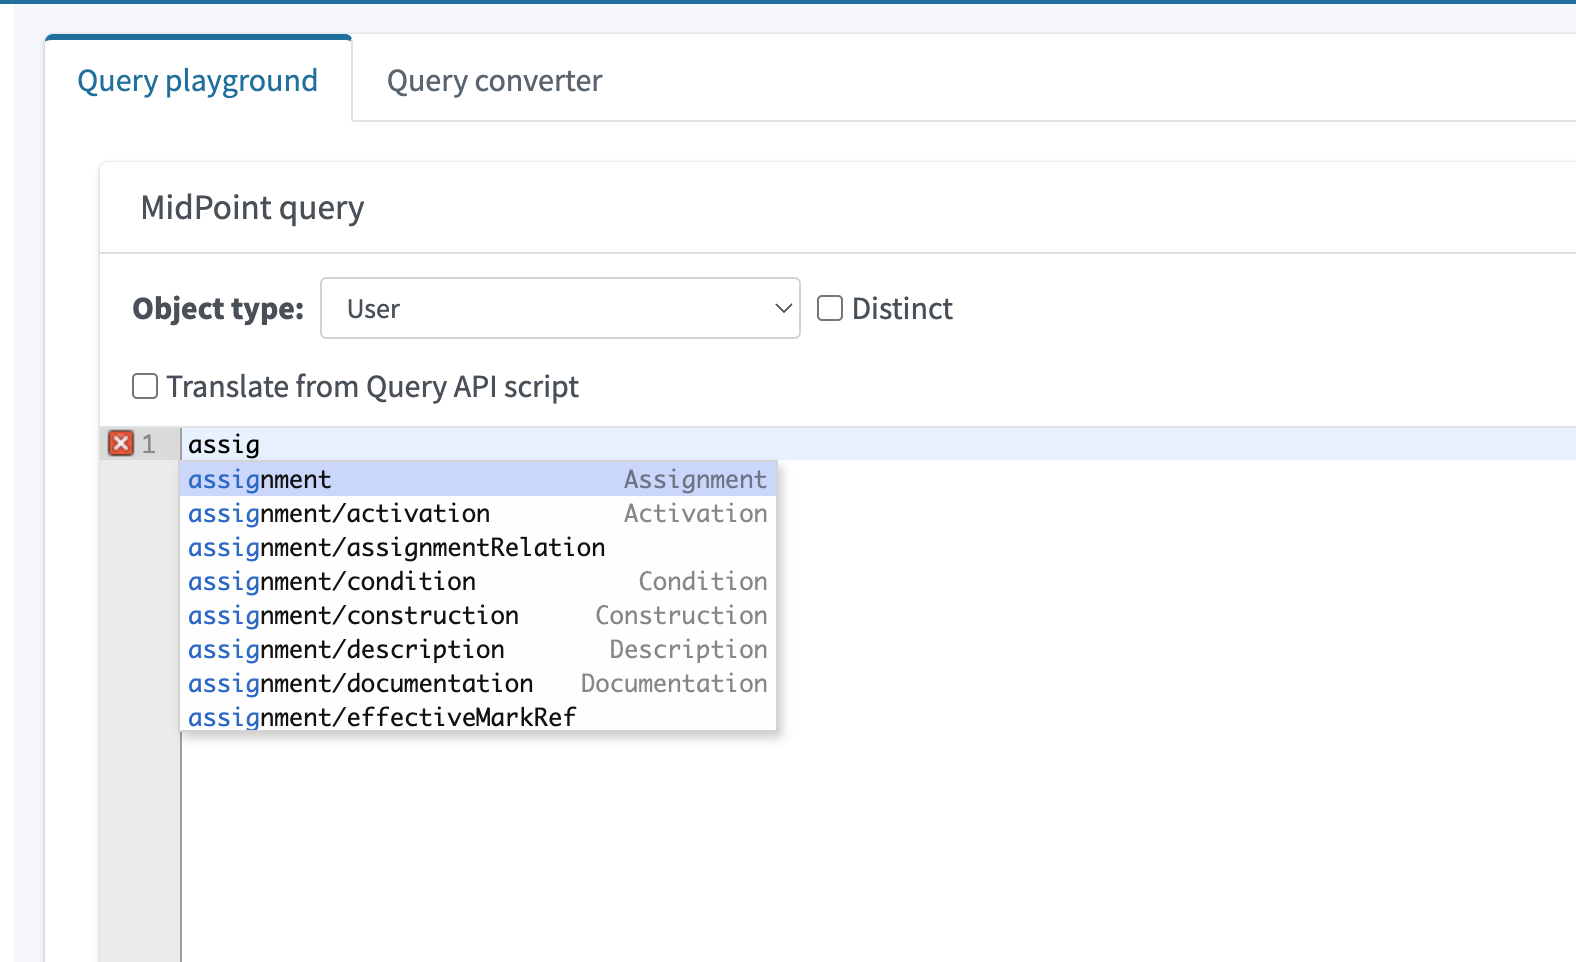 Query playground Query converter
MidPoint query
Object type: User Distinct
Translate from Query API script
1 assig
assignment Assignment
assignment/activation Activation
assignment/assignmentRelation
assignment/condition Condition
assignment/construction Construction
assignment/description Description
assignment/documentation Documentation
assignment/effectiveMarkRef